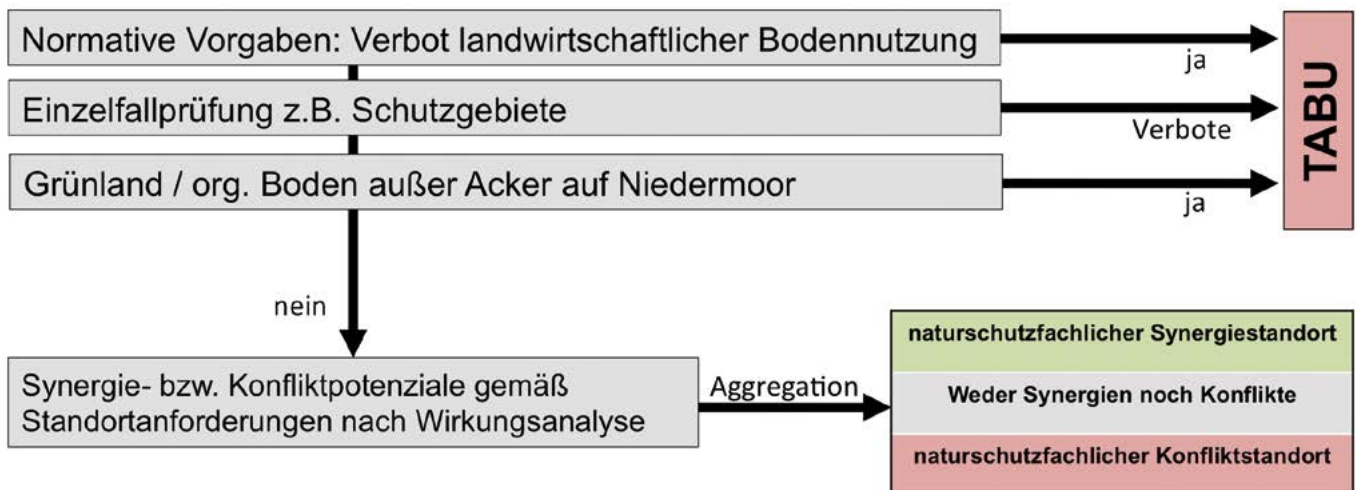 Normative Vorgaben: Verbot landwirtschaftlicher Bodennutzung
ja
Einzelfallprüfung z.B. Schutzgebiete
Verbote
Grünland / org. Boden außer Acker auf Niedermoor
ja
TABU
nein
Synergie- bzw. Konfliktpotenziale gemäß
Standortanforderungen nach Wirkungsanalyse
Aggregation
naturschutzfachlicher Synergiestandort
Weder Synergien noch Konflikte
naturschutzfachlicher Konfliktstandort